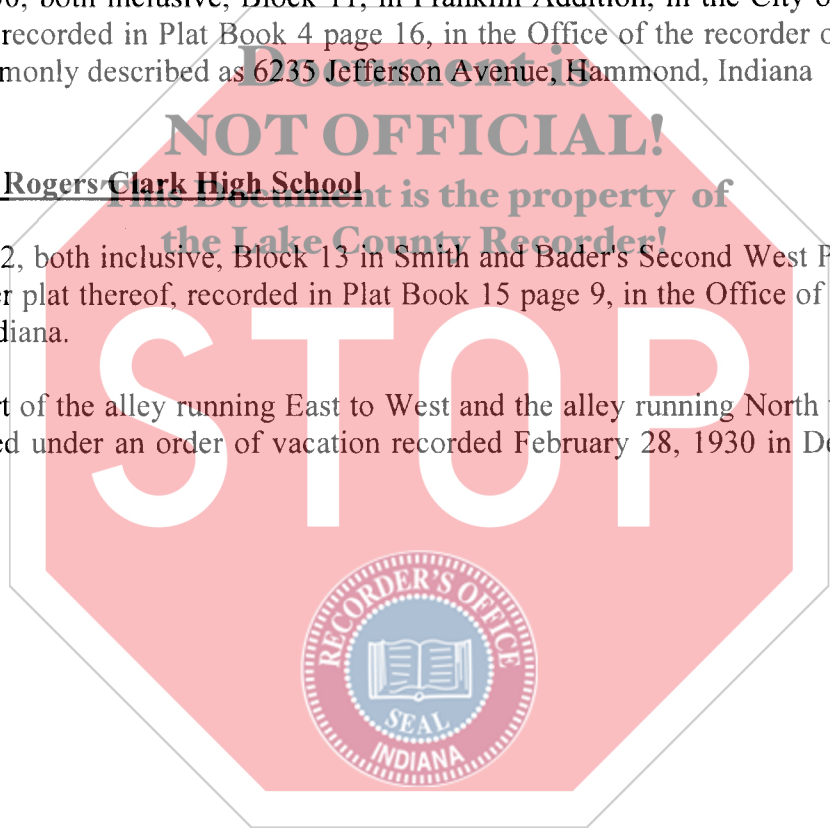 both inclusive, Block 11, in Franklin Addition, in the City of
recorded in Plat Book 4 page 16, in the Office of the recorder o
Document is
monly described as 6235 Jefferson Avenue, Hammond, Indiana
NOT OFFICIAL!
Rogers Clark High School
This Document is the property of
the Lake County Recorder!
2, both inclusive, Block 13 in Smith and Bader's Second West P
r plat thereof, recorded in Plat Book 15 page 9, in the Office of
diana.
STOP
t of the alley running East to West and the alley running North
ed under an order of vacation recorded February 28, 1930 in De
RECORDER'S OFFICE
SEAL
INDIANA